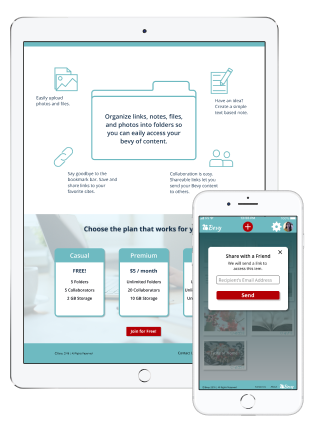 Easily upload
photos and files.
Have an idea?
Create a simple
text based note.
Organize links, notes, files,
and photos into folders so
you can eaily access your
bevy of content.
Say goodbye to the
bookmark bar. Save and
share links to your
favorite sites.
Collaboration is easy.
Shareable links let you
send your Bevy content
to others.
Choose the plan that works for y
Casual
FREE!
5 Folders
5 Collaborators
2 GB Storage
Premium
$5 / month
Unlimited Folders
20 Collaborators
10 GB Storage
Join for Free!
Contact
Bevy
Share with a Friend
We will send a link to
access this item.
Recipient's Email address
Send
Bevy